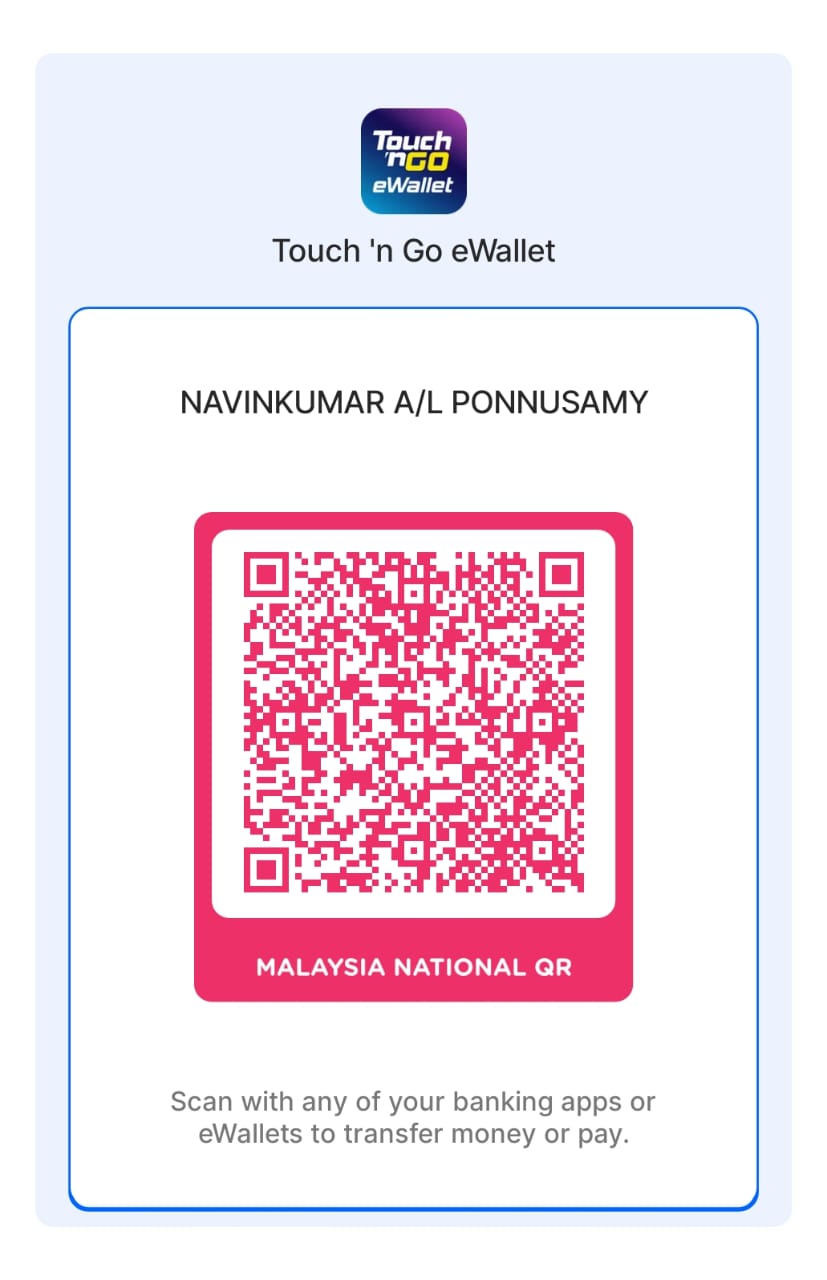 Touch
'nGO
eWallet
Touch 'n Go eWallet
NAVINKUMAR A/L PONNUSAMY
MALAYSIA NATIONAL QR
Scan with any of your banking apps or
eWallets to transfer money or pay.